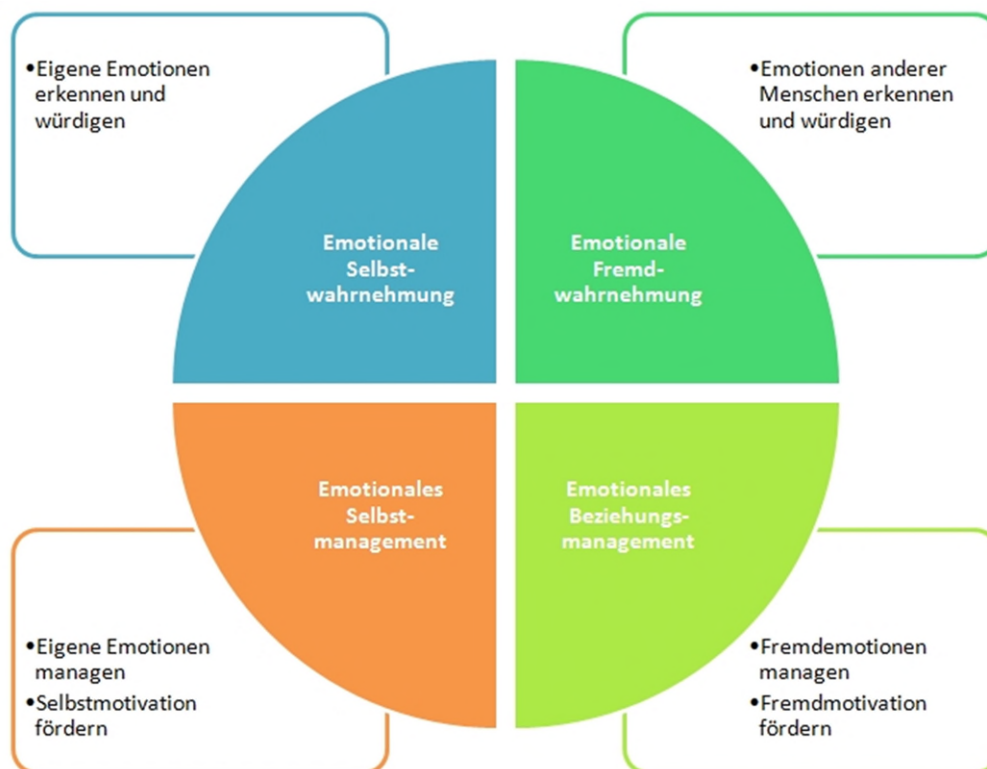 •Eigene Emotionen
erkennen und
würdigen
•Emotionen anderer
Menschen erkennen
und würdigen
Emotionale
Selbst-
wahrnehmung
Emotionale
Fremd-
wahrnehmung
Emotionales
Selbst-
management
Emotionales
Beziehungs-
management
•Eigene Emotionen
managen
•Selbstmotivation
fördern
•Fremdemotionen
managen
•Fremdmotivation
fördern